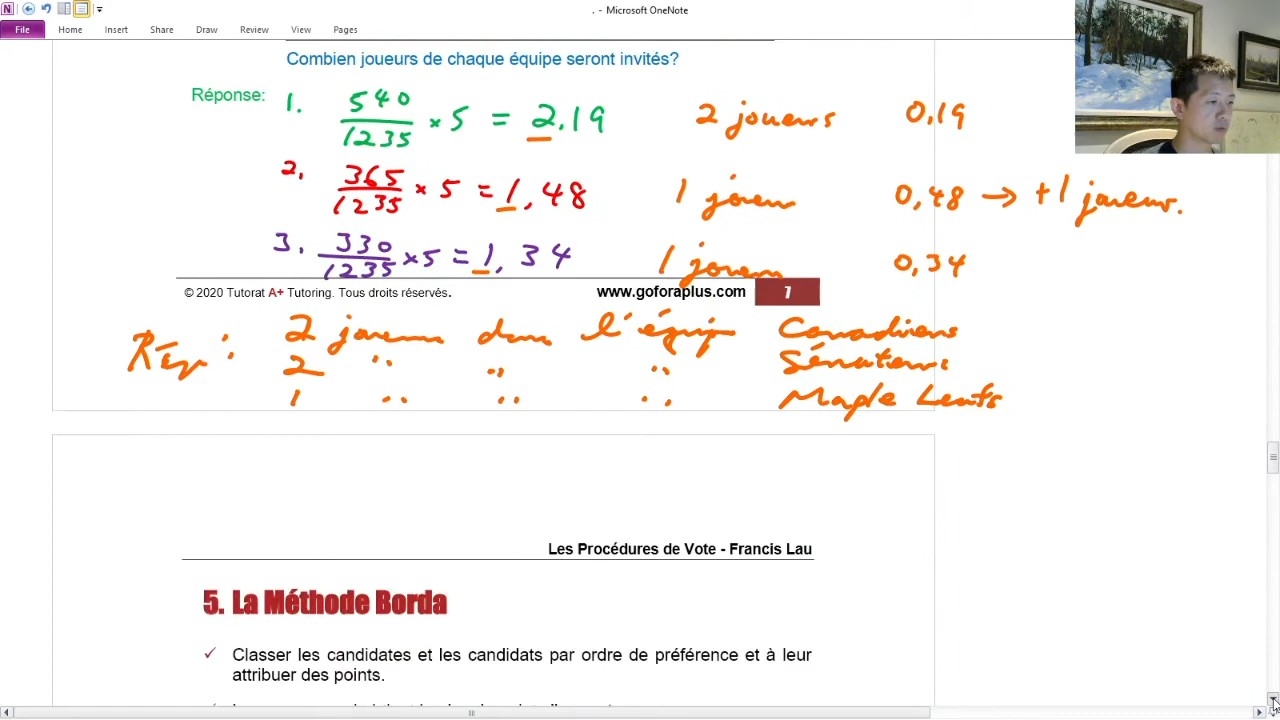 . - Microsoft OneNote
File Home Insert Share Draw Review View Pages
Combien joueurs de chaque équipe seront invités?
Réponse: 1. 540/1235 × 5 = 2.19 2 joueurs 0,19
2. 365/1235 × 5 = 1,48 1 joueur 0,48 → +1 joueur.
3. 330/1235 × 5 = 1,34 1 joueur 0,34
© 2020 Tutorat A+ Tutoring. Tous droits réservés. www.goforaplus.com 7
Rép : 2 joueurs dans l'équipe Canadiens
2 " " " Sénateurs
1 " " " Maple Leafs
Les Procédures de Vote - Francis Lau
5. La Méthode Borda
✓ Classer les candidates et les candidats par ordre de préférence et à leur
attribuer des points.